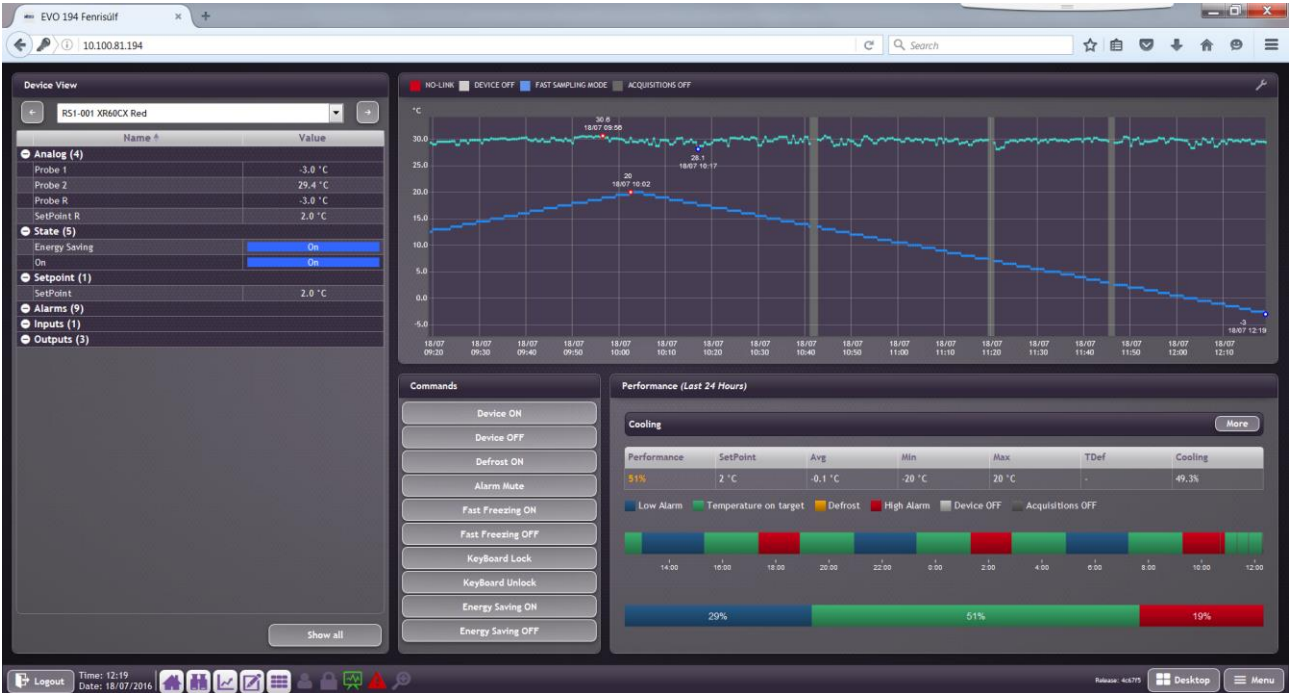 EVO 194 Fenrisúlf
10.100.81.194
Search
Device View
RS1-001 XR60CX Red
Name Value
Analog (4)
Probe 1 -3.0 °C
Probe 2 29.4 °C
Probe R -3.0 °C
SetPoint R 2.0 °C
State (5)
Energy Saving On
On On
Setpoint (1)
SetPoint 2.0 °C
Alarms (9)
Inputs (1)
Outputs (3)
Show all
NO-LINK DEVICE OFF FAST SAMPLING MODE ACQUISITIONS OFF
°C
30.6
18/07 09:56
30.0
28.1
18/07 10:17
25.0
20
18/07 10:02
20.0
15.0
10.0
5.0
0.0
-5.0
-3
18/07 12:19
18/07 18/07 18/07 18/07 18/07 18/07 18/07 18/07 18/07 18/07 18/07 18/07 18/07 18/07 18/07 18/07 18/07 18/07
09:20 09:30 09:40 09:50 10:00 10:10 10:20 10:30 10:40 10:50 11:00 11:10 11:20 11:30 11:40 11:50 12:00 12:10
Commands
Device ON
Device OFF
Defrost ON
Alarm Mute
Fast Freezing ON
Fast Freezing OFF
KeyBoard Lock
KeyBoard Unlock
Energy Saving ON
Energy Saving OFF
Performance (Last 24 Hours)
Cooling More
Performance SetPoint Avg Min Max TDef Cooling
51% 2 °C -0.1 °C -20 °C 20 °C - 49.3%
Low Alarm Temperature on target Defrost High Alarm Device OFF Acquisitions OFF
14:00 16:00 18:00 20:00 22:00 0:00 2:00 4:00 6:00 8:00 10:00 12:00
29% 51% 19%
Logout
Time: 12:19
Date: 18/07/2016
Release: 4c67f5
Desktop
Menu